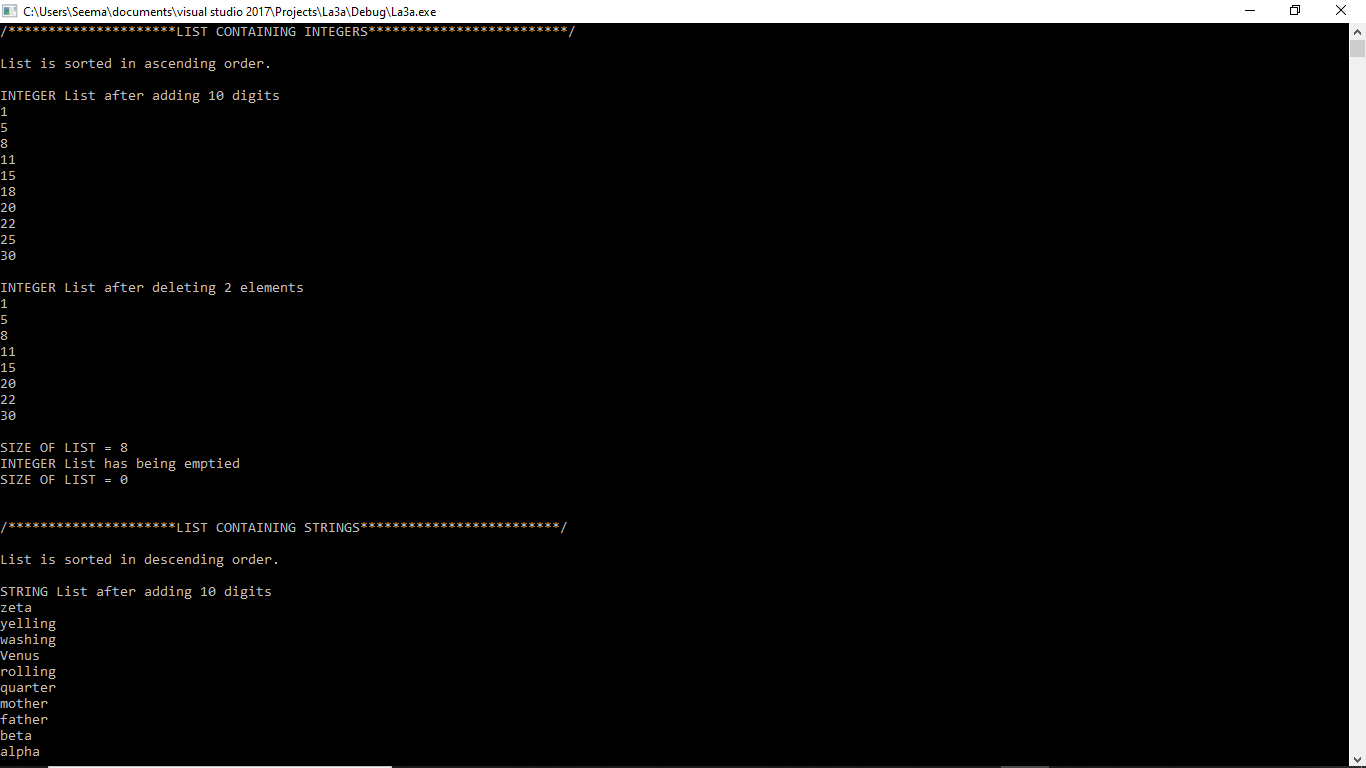 C:\Users\Seema\documents\visual studio 2017\Projects\La3a\Debug\La3a.exe
/*********************LIST CONTAINING INTEGERS*************************/
List is sorted in ascending order.
INTEGER List after adding 10 digits
1
5
8
11
15
18
20
22
25
30
INTEGER List after deleting 2 elements
1
5
8
11
15
20
22
30
SIZE OF LIST = 8
INTEGER List has being emptied
SIZE OF LIST = 0
/*********************LIST CONTAINING STRINGS*************************/
List is sorted in descending order.
STRING List after adding 10 digits
zeta
yelling
washing
Venus
rolling
quarter
mother
father
beta
alpha